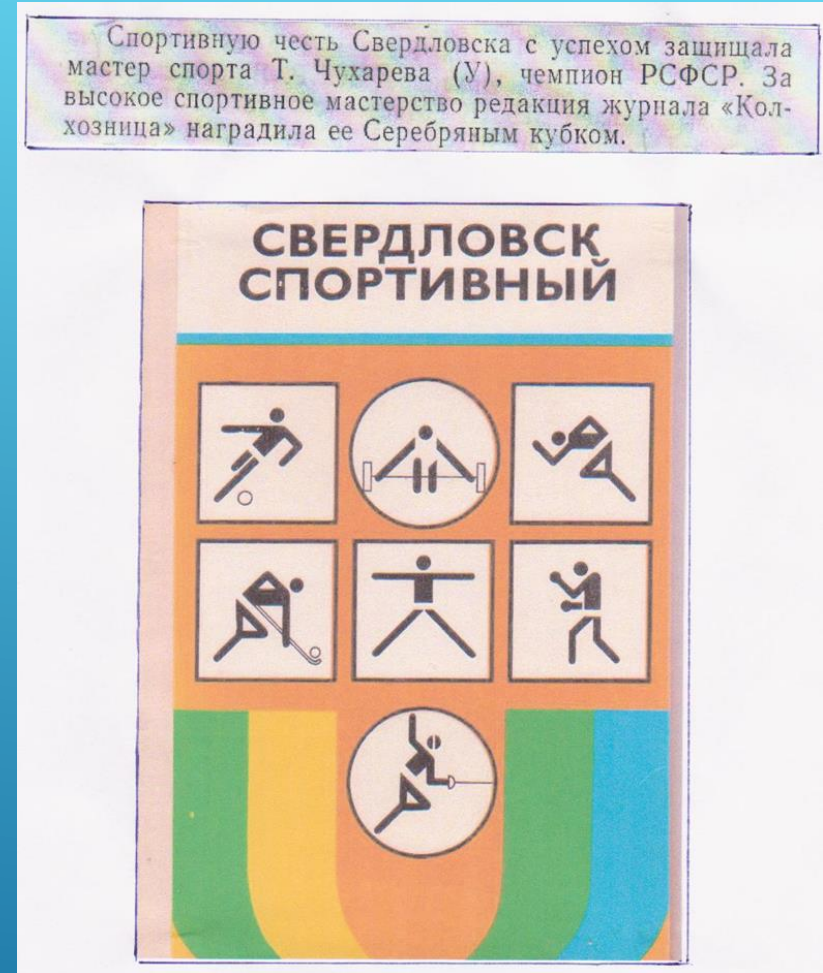 Спортивную честь Свердловска с успехом защищала
мастер спорта Т. Чухарева (У), чемпион РСФСР. За
высокое спортивное мастерство редакция журнала «Кол-
хозница» наградила ее Серебряным кубком.
СВЕРДЛОВСК
СПОРТИВНЫЙ